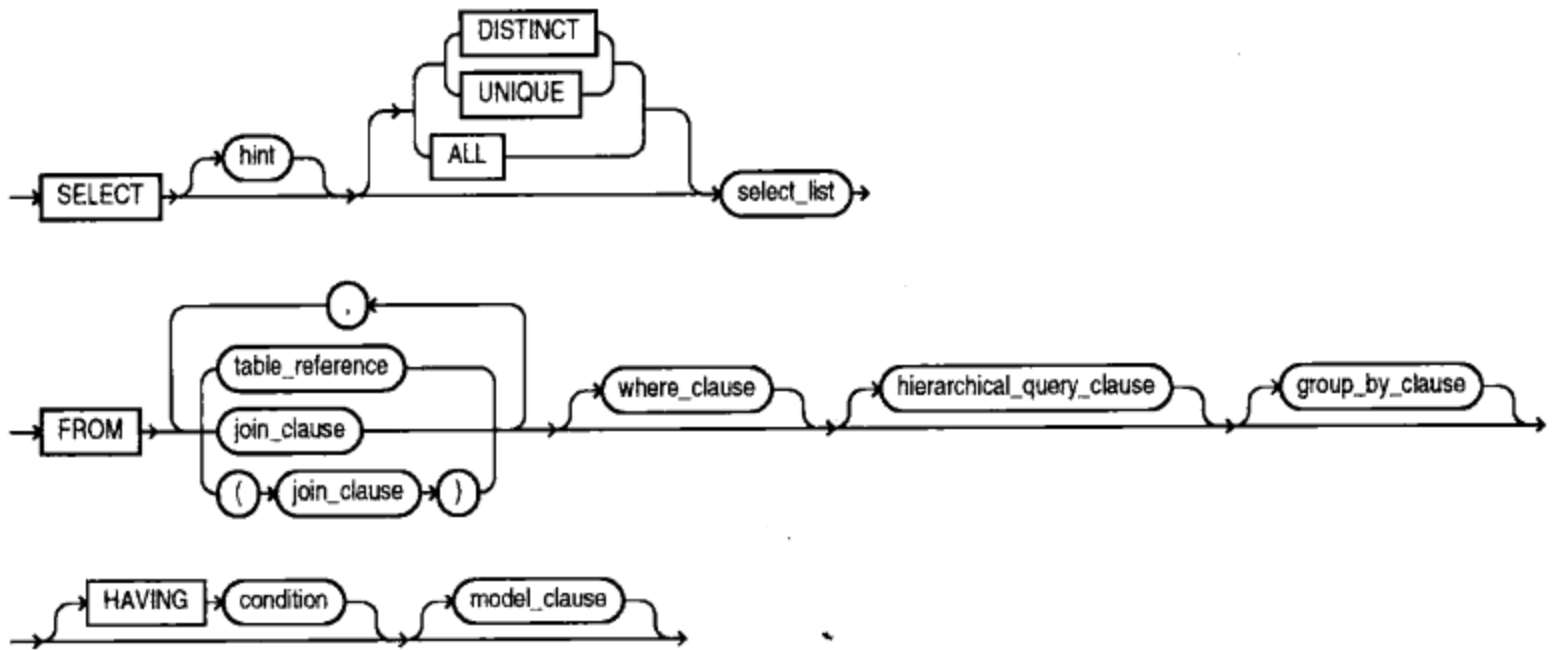 DISTINCT
UNIQUE
ALL
hint
SELECT
select_list
,
table_reference
where_clause
hierarchical_query_clause
group_by_clause
FROM
join_clause
( join_clause )
HAVING condition
model_clause